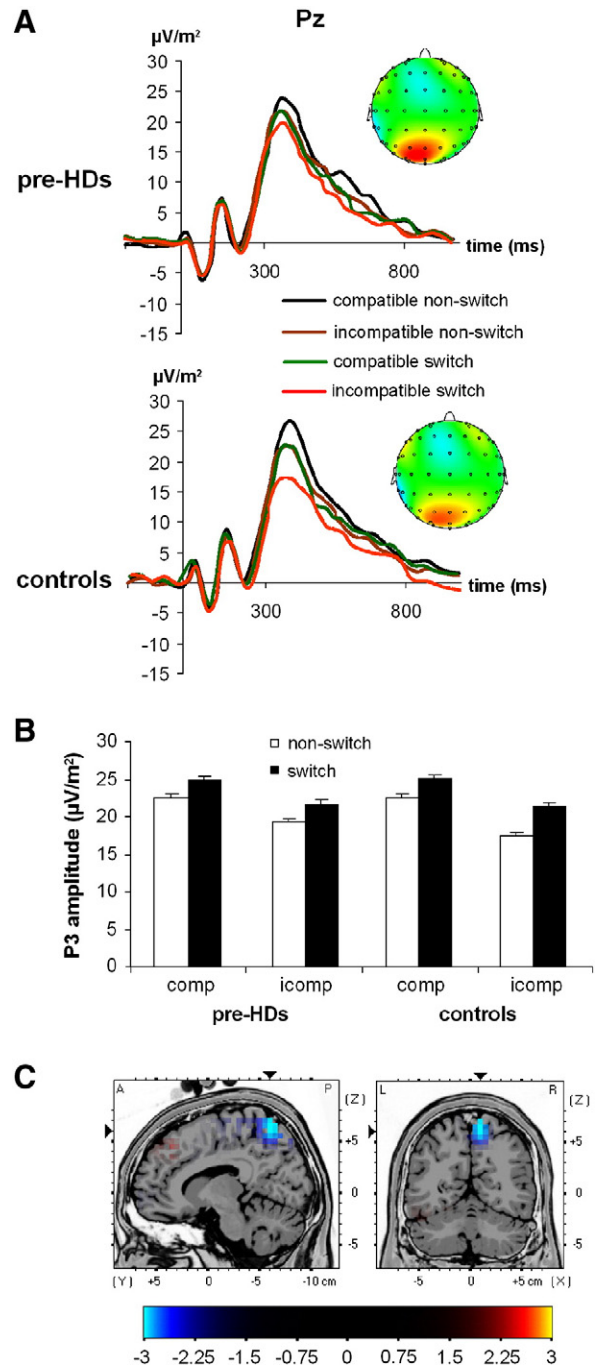 A
Pz
µV/m²
30
25
20
15
10
5
-5
-10
-15
pre-HDs
time (ms)
300 800
compatible non-switch
incompatible non-switch
compatible switch
incompatible switch
µV/m²
30
25
20
15
10
5
-5
-10
-15
controls
time (ms)
300 800
B
P3 amplitude (µV/m²)
30
25
20
15
10
5
0
non-switch
switch
comp icomp comp icomp
pre-HDs controls
C
A P
(Z)
+5
0
-5
(Y) +5 0 -5 -10 cm
L R
(Z)
+5
0
-5
-5 0 +5 cm (X)
-3 -2.25 -1.5 -0.75 0 0.75 1.5 2.25 3